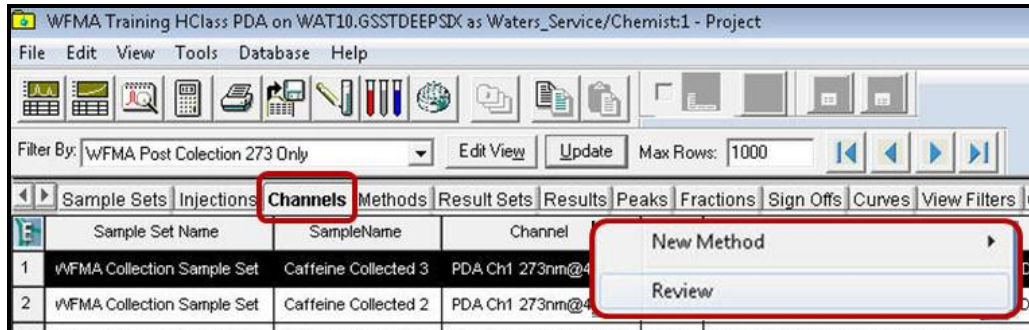 WFMA Training HClass PDA on WAT10.GSSTDEEPSIX as Waters_Service/Chemist:1 - Project
File Edit View Tools Database Help
Filter By: WFMA Post Colection 273 Only Edit View Update Max Rows: 1000
Sample Sets Injections Channels Methods Result Sets Results Peaks Fractions Sign Offs Curves View Filters
Sample Set Name SampleName Channel
New Method
1 WFMA Collection Sample Set Caffeine Collected 3 PDA Ch1 273nm@4
Review
2 WFMA Collection Sample Set Caffeine Collected 2 PDA Ch1 273nm@4